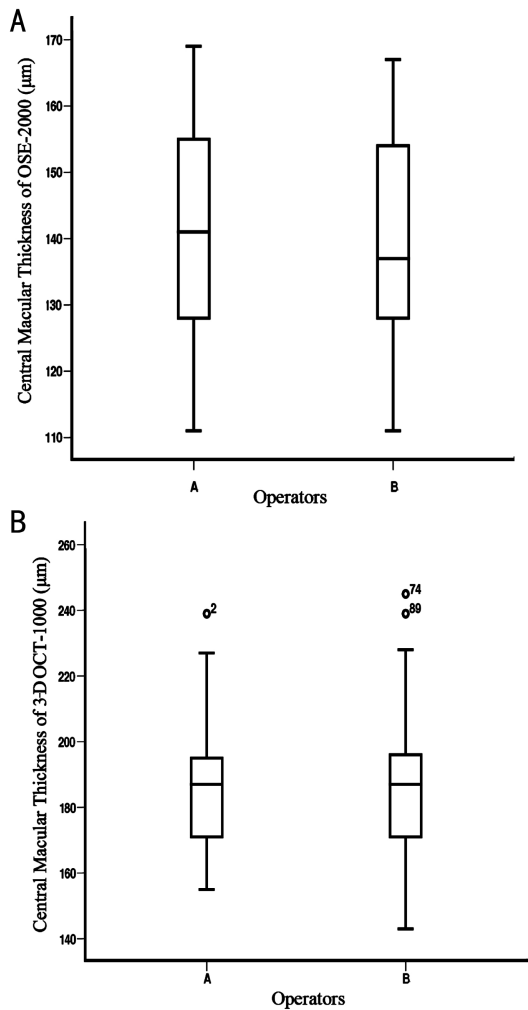 A
Central Macular Thickness of OSE-2000 (μm)
170
160
150
140
130
120
110
A B
Operators
B
Central Macular Thickness of 3-DOCT-1000 (μm)
260
240
220
200
180
160
140
2
74
89
A B
Operators